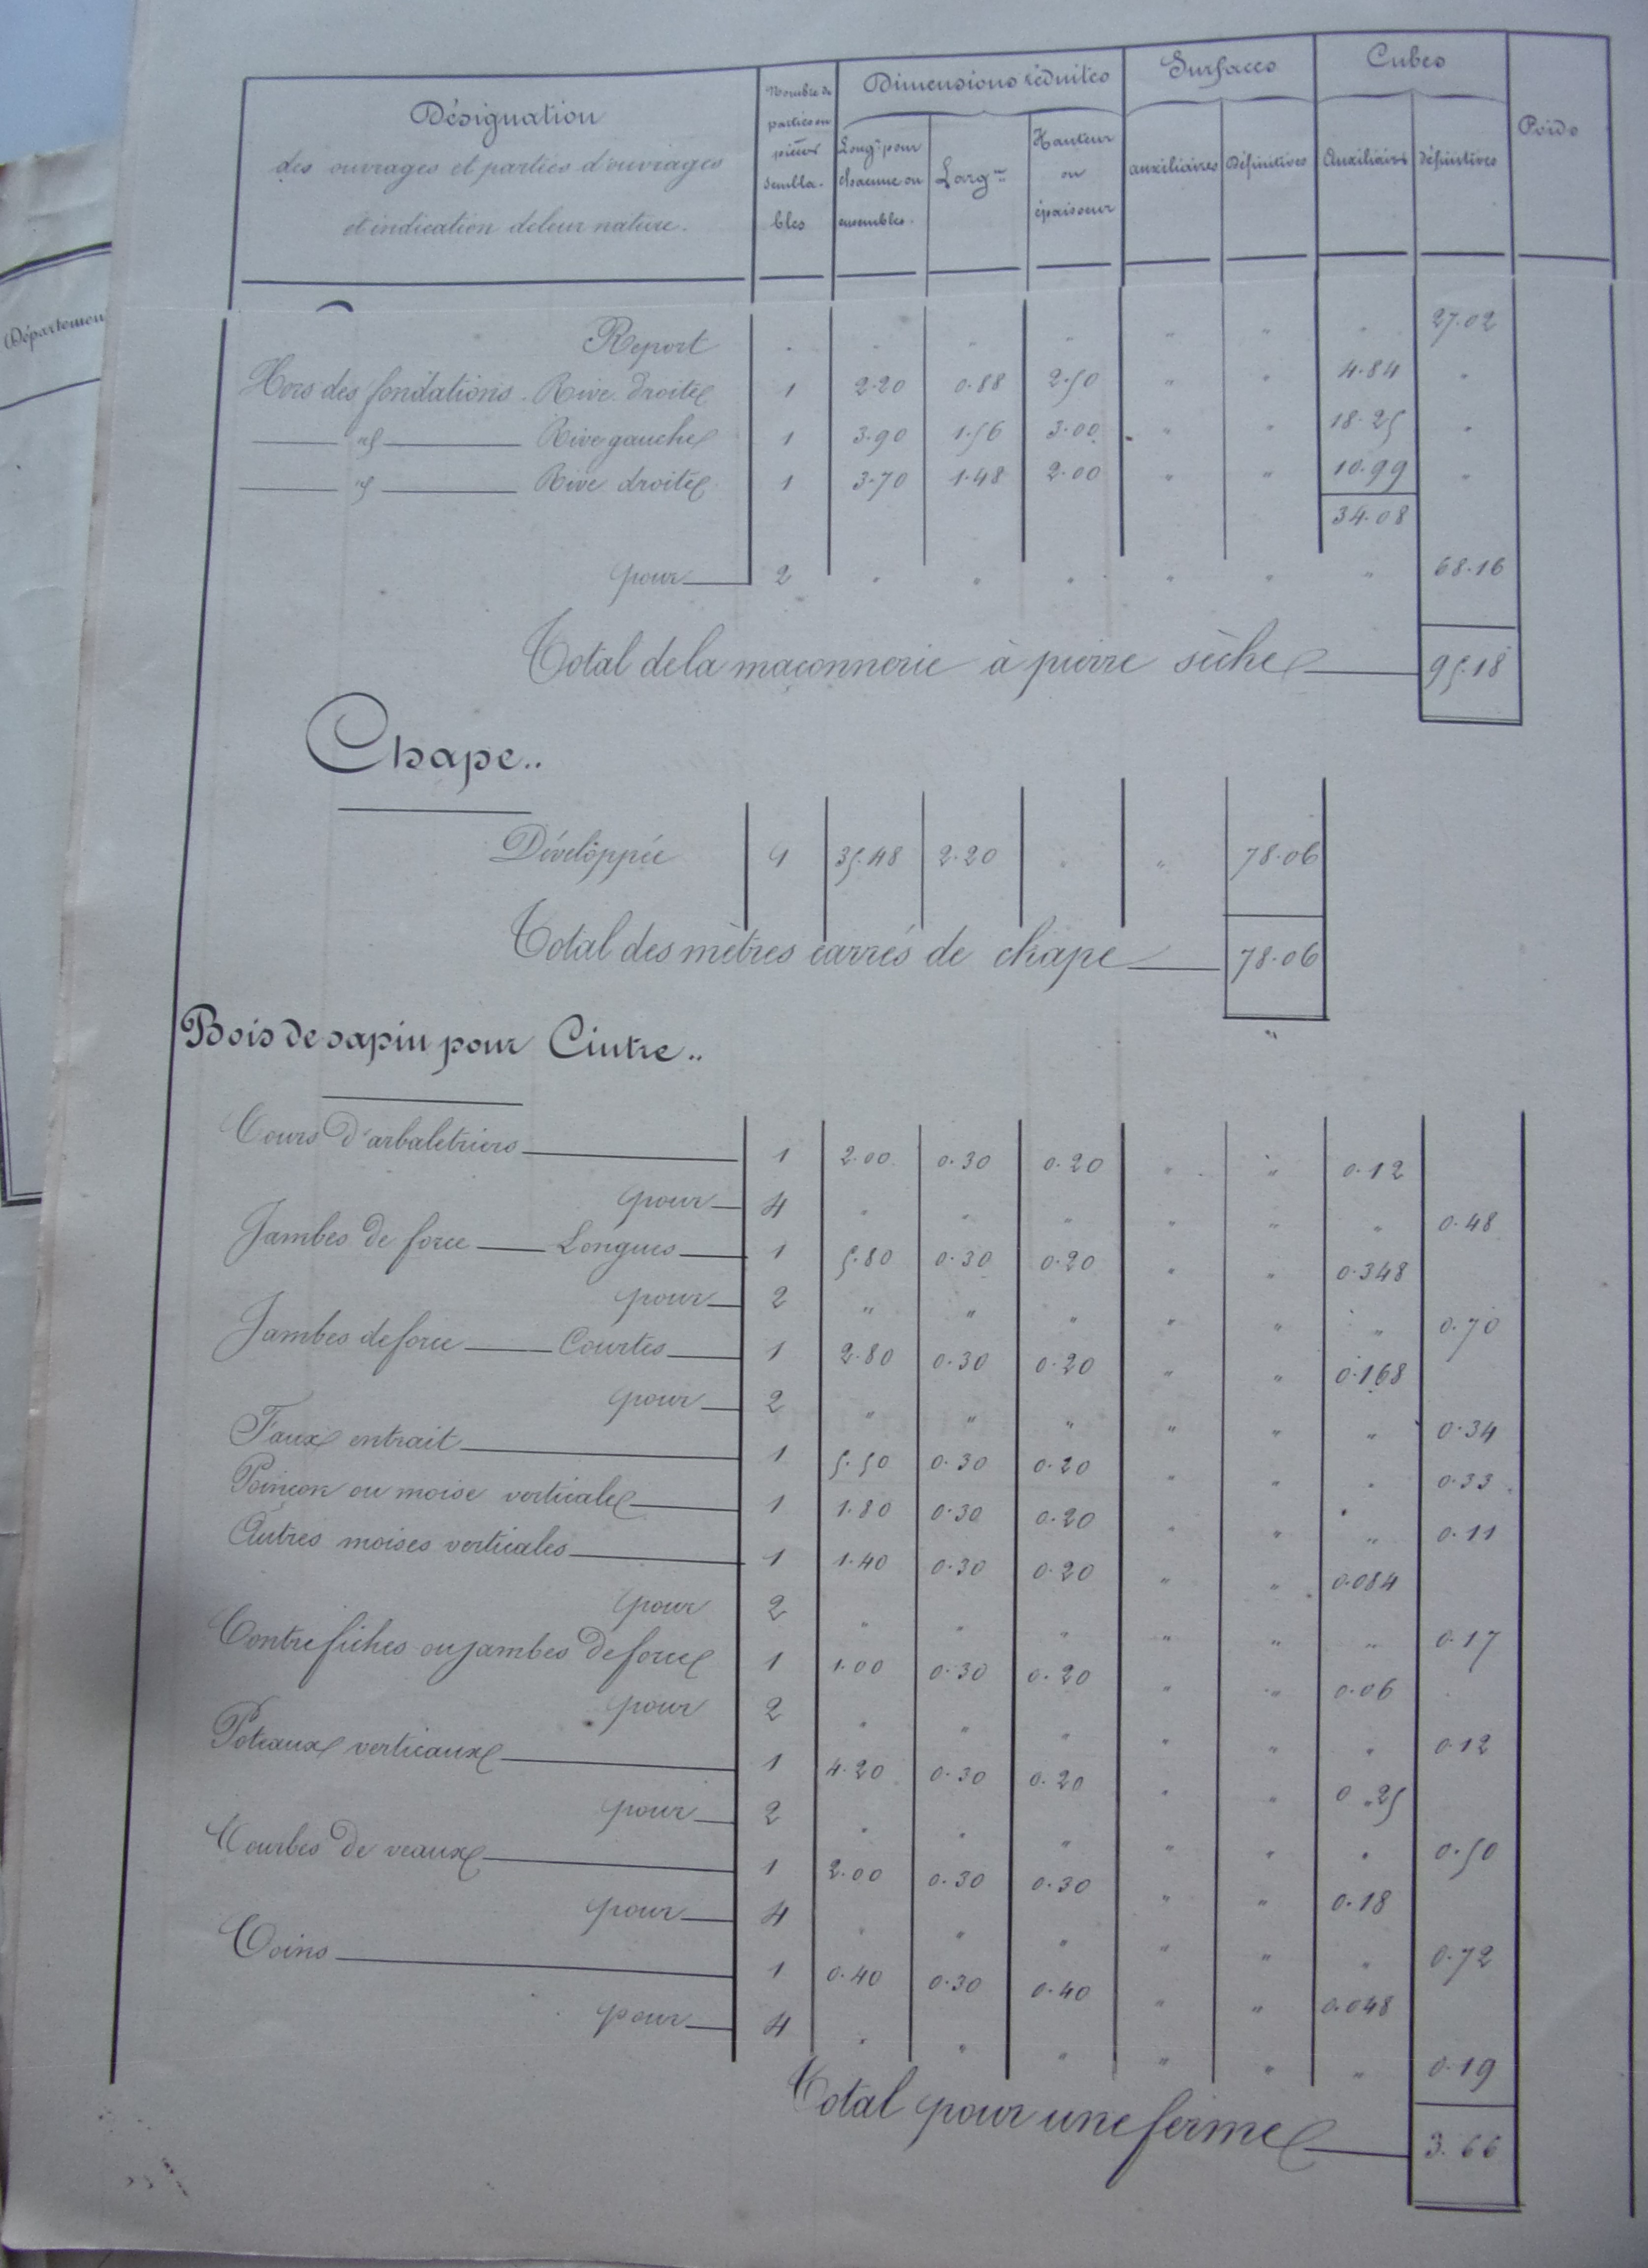 Département
Désignation
des ouvrages et parties d'ouvrages
et indication de leur nature.
Nombre de parties ou pièces semblables
Dimensions réduites
Long.r pour chacune ou ensembles.
Larg.r
Hauteur ou épaisseur
Surfaces
auxiliaires Définitives
Cubes
Auxiliaires définitives
Poids
Report " " " " " " " 27.02
Hors des fondations. Rive droite 1 2.20 0.88 2.50 " " 4.84 "
— id — Rive gauche 1 3.90 1.56 3.00 " " 18.25 "
— id — Rive droite 1 3.70 1.48 2.00 " " 10.99 "
34.08
pour 2 " " " " " " 68.16
Total de la maçonnerie à pierre sèche 95.18
Chape..
Développée 1 35.48 2.20 " " 78.06
Total des mètres carrés de chape 78.06
"
Bois de sapin pour Cintre..
Cours d'arbaletriers 1 2.00 0.30 0.20 " " 0.12
pour 4 " " " " " " 0.48
Jambes de force — Longues 1 5.80 0.30 0.20 " " 0.348
pour 2 " " " " " " 0.70
Jambes de force — Courtes 1 2.80 0.30 0.20 " " 0.168
pour 2 " " " " " " 0.34
Faux entrait 1 5.50 0.30 0.20 " " " 0.33
Poinçon ou moise verticale 1 1.80 0.30 0.20 " " " 0.11
Autres moises verticales 1 1.40 0.30 0.20 " " 0.084
pour 2 " " " " " " 0.17
Contrefiches ou jambes de force 1 1.00 0.30 0.20 " " 0.06
pour 2 " " " " " " 0.12
Poteaux verticaux 1 4.20 0.30 0.20 " " 0.25
pour 2 " " " " " " 0.50
Courbes de veaux 1 2.00 0.30 0.30 " " 0.18
pour 4 " " " " " " 0.72
Coins 1 0.40 0.30 0.40 " " 0.048
pour 4 " " " " " " 0.19
Total pour une ferme 3.66